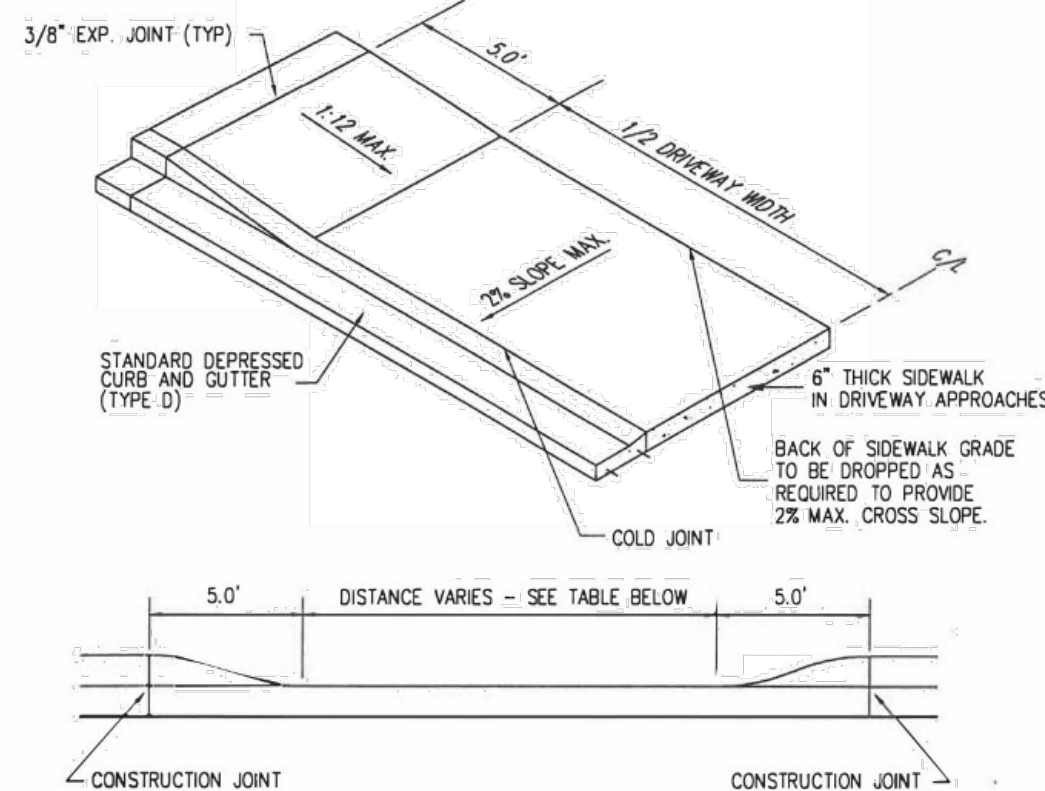 3/8" EXP. JOINT (TYP)
5.0'
1:12 MAX.
1/2 DRIVEWAY WIDTH
2% SLOPE MAX.
C/L
STANDARD DEPRESSED
CURB AND GUTTER
(TYPE D)
6" THICK SIDEWALK
IN DRIVEWAY APPROACHES
BACK OF SIDEWALK GRADE
TO BE DROPPED AS
REQUIRED TO PROVIDE
2% MAX. CROSS SLOPE.
COLD JOINT
5.0'
DISTANCE VARIES - SEE TABLE BELOW
5.0'
CONSTRUCTION JOINT
CONSTRUCTION JOINT